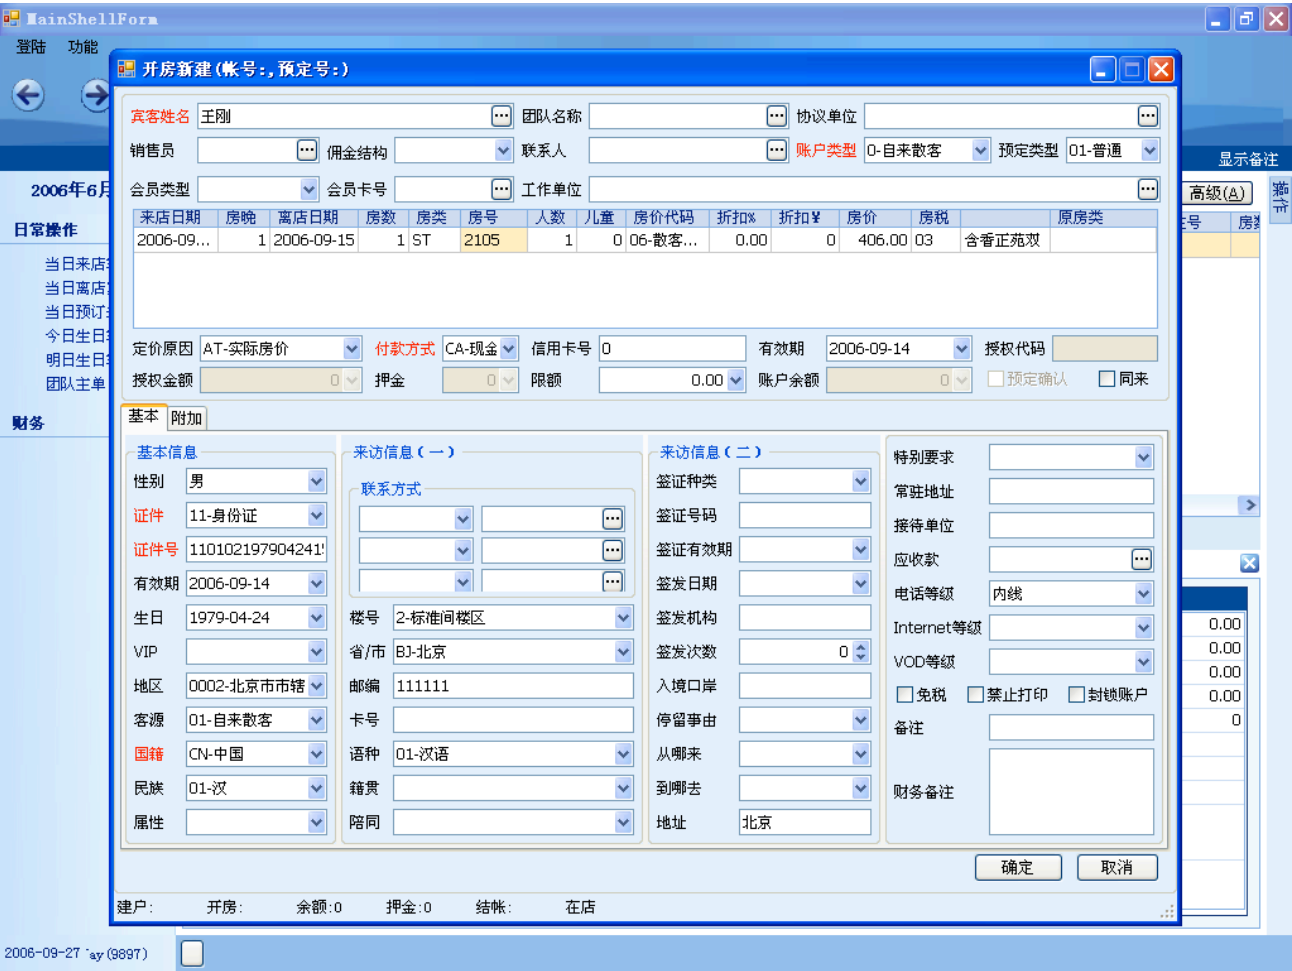 MainShellForm
登陆 功能
开房新建(帐号:,预定号:)
宾客姓名 王刚 团队名称 协议单位
销售员 佣金结构 联系人 账户类型 0-自来散客 预定类型 01-普通
显示备注
2006年6月
会员类型 会员卡号 工作单位
高级(A)
操作
来店日期 房晚 离店日期 房数 房类 房号 人数 儿童 房价代码 折扣% 折扣¥ 房价 房税 原房类
2006-09... 1 2006-09-15 1 ST 2105 1 0 06-散客... 0.00 0 406.00 03 含香正苑双
日常操作
当日来店
当日离店
当日预订
今日生日
明日生日
团队主单
财务
定价原因 AT-实际房价 付款方式 CA-现金 信用卡号 0 有效期 2006-09-14 授权代码
授权金额 0 押金 0 限额 0.00 账户余额 0 预定确认 同来
基本 附加
基本信息
性别 男
证件 11-身份证
证件号 110102197904241
有效期 2006-09-14
生日 1979-04-24
VIP
地区 0002-北京市市辖
客源 01-自来散客
国籍 CN-中国
民族 01-汉
属性
来访信息(一)
联系方式
楼号 2-标准间楼区
省/市 BJ-北京
邮编 111111
卡号
语种 01-汉语
籍贯
陪同
来访信息(二)
签证种类
签证号码
签证有效期
签发日期
签发机构
签发次数 0
入境口岸
停留事由
从哪来
到哪去
地址 北京
特别要求
常驻地址
接待单位
应收款
电话等级 内线
Internet等级
VOD等级
免税 禁止打印 封锁账户
备注
财务备注
0.00
0.00
0.00
0.00
0
确定 取消
建户: 开房: 余额:0 押金:0 结帐: 在店
2006-09-27 ay(9897)